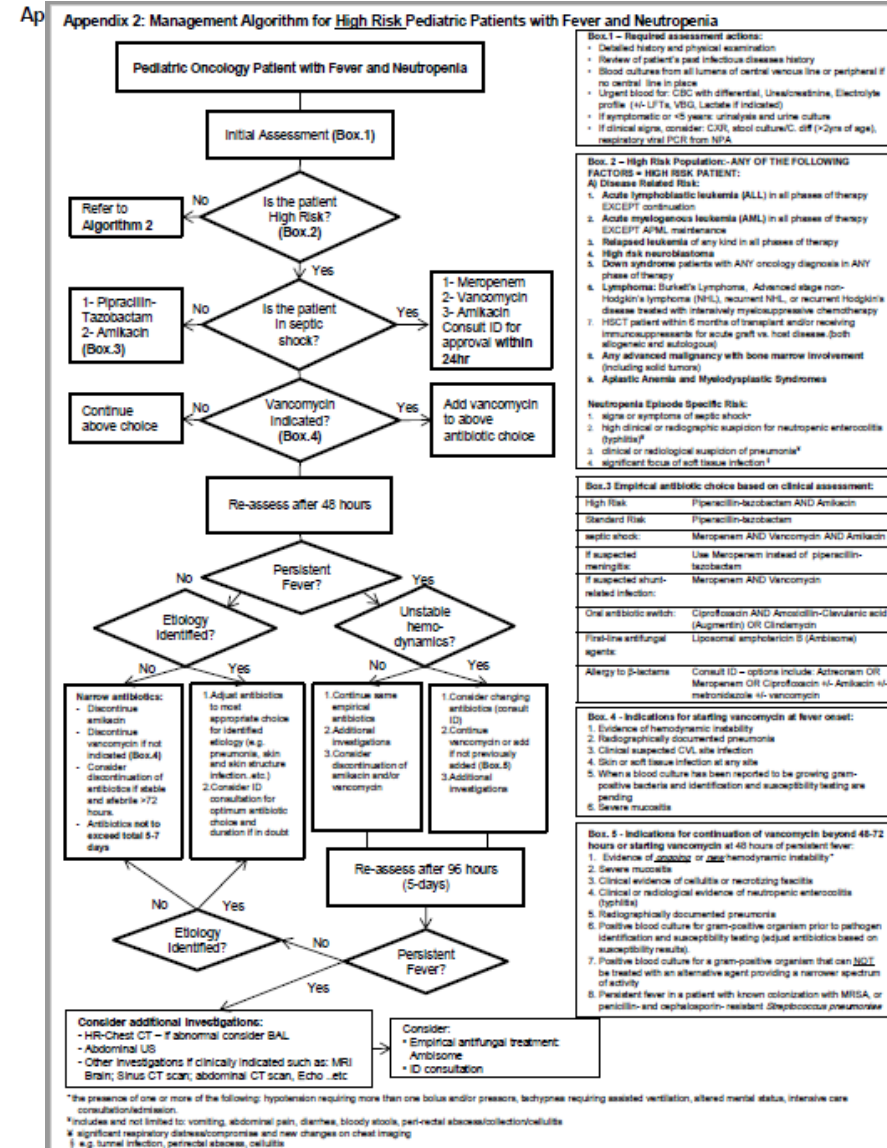 Ap
Appendix 2: Management Algorithm for High Risk Pediatric Patients with Fever and Neutropenia
Pediatric Oncology Patient with Fever and Neutropenia
Initial Assessment (Box.1)
Is the patient
High Risk?
(Box.2)
No
Refer to
Algorithm 2
Yes
Is the patient
in septic
shock?
No
1- Pipracillin-
Tazobactam
2- Amikacin
(Box.3)
Yes
1- Meropenem
2- Vancomycin
3- Amikacin
Consult ID for
approval within
24hr
Vancomycin
Indicated?
(Box.4)
No
Continue
above choice
Yes
Add vancomycin
to above
antibiotic choice
Re-assess after 48 hours
Persistent
Fever?
No
Yes
Etiology
Identified?
Unstable
hemo-
dynamics?
No
Yes
No
Yes
Narrow antibiotics:
- Discontinue
amikacin
- Discontinue
vancomycin if not
indicated (Box.4)
- Consider
discontinuation of
antibiotics if stable
and afebrile >72
hours.
- Antibiotics not to
exceed total 5-7
days
1.Adjust antibiotics
to most
appropriate choice
for identified
etiology (e.g.
pneumonia, skin
and skin structure
infection..etc.)
2.Consider ID
consultation for
optimum antibiotic
choice and
duration if in doubt
1.Continue same
empirical
antibiotics
2.Additional
investigations
3.Consider
discontinuation of
amikacin and/or
vancomycin
1.Consider changing
antibiotics (consult
ID)
2.Continue
vancomycin or add
if not previously
added (Box.5)
3.Additional
investigations
Re-assess after 96 hours
(5-days)
Persistent
Fever?
No
Etiology
Identified?
No
Yes
Yes
Consider additional investigations:
- HR-Chest CT – if abnormal consider BAL
- Abdominal US
- Other investigations if clinically indicated such as: MRI
Brain; Sinus CT scan; abdominal CT scan, Echo ..etc
Consider:
• Empirical antifungal treatment:
Ambisome
• ID consultation
Box.1 – Required assessment actions:
• Detailed history and physical examination
• Review of patient's past infectious diseases history
• Blood cultures from all lumens of central venous line or peripheral if
no central line in place
• Urgent blood for: CBC with differential, Urea/creatinine, Electrolyte
profile (+/- LFTs, VBG, Lactate if indicated)
• If symptomatic or <5 years: urinalysis and urine culture
• If clinical signs, consider: CXR, stool culture/C. diff (>2yrs of age),
respiratory viral PCR from NPA
Box. 2 – High Risk Population:- ANY OF THE FOLLOWING
FACTORS = HIGH RISK PATIENT:
A) Disease Related Risk:
1. Acute lymphoblastic leukemia (ALL) in all phases of therapy
EXCEPT continuation
2. Acute myelogenous leukemia (AML) in all phases of therapy
EXCEPT APML maintenance
3. Relapsed leukemia of any kind in all phases of therapy
4. High risk neuroblastoma
5. Down syndrome patients with ANY oncology diagnosis in ANY
phase of therapy
6. Lymphoma: Burkett's Lymphoma, Advanced stage non-
Hodgkin's lymphoma (NHL), recurrent NHL, or recurrent Hodgkin's
disease treated with intensively myelosuppressive chemotherapy
7. HSCT patient within 6 months of transplant and/or receiving
immunosuppressants for acute graft vs. host disease.(both
allogeneic and autologous)
8. Any advanced malignancy with bone marrow involvement
(including solid tumors)
9. Aplastic Anemia and Myelodysplastic Syndromes
Neutropenia Episode Specific Risk:
1. signs or symptoms of septic shock*
2. high clinical or radiographic suspicion for neutropenic enterocolitis
(typhlitis)¥
3. clinical or radiological suspicion of pneumonia¥
4. significant focus of soft tissue infection §
Box.3 Empirical antibiotic choice based on clinical assessment:
High Risk Piperacillin-tazobactam AND Amikacin
Standard Risk Piperacillin-tazobactam
septic shock: Meropenem AND Vancomycin AND Amikacin
If suspected Use Meropenem instead of piperacillin-
meningitis: tazobactam
If suspected shunt- Meropenem AND Vancomycin
related infection:
Oral antibiotic switch: Ciprofloxacin AND Amoxicillin-Clavulanic acid
(Augmentin) OR Clindamycin
First-line antifungal Liposomal amphotericin B (Ambisome)
agents:
Allergy to β-lactams Consult ID – options include: Aztreonam OR
Meropenem OR Ciprofloxacin +/- Amikacin +/-
metronidazole +/- vancomycin
Box. 4 - Indications for starting vancomycin at fever onset:
1. Evidence of hemodynamic instability
2. Radiographically documented pneumonia
3. Clinical suspected CVL site infection
4. Skin or soft tissue infection at any site
5. When a blood culture has been reported to be growing gram-
positive bacteria and identification and susceptibility testing are
pending
6. Severe mucositis
Box. 5 - Indications for continuation of vancomycin beyond 48-72
hours or starting vancomycin at 48 hours of persistent fever:
1. Evidence of ongoing or new hemodynamic instability*
2. Severe mucositis
3. Clinical evidence of cellulitis or necrotizing fasciitis
4. Clinical or radiological evidence of neutropenic enterocolitis
(typhlitis)
5. Radiographically documented pneumonia
6. Positive blood culture for gram-positive organism prior to pathogen
identification and susceptibility testing (adjust antibiotics based on
susceptibility results).
7. Positive blood culture for a gram-positive organism that can NOT
be treated with an alternative agent providing a narrower spectrum
of activity
8. Persistent fever in a patient with known colonization with MRSA, or
penicillin- and cephalosporin- resistant Streptococcus pneumoniae
*the presence of one or more of the following: hypotension requiring more than one bolus and/or pressors, tachypnea requiring assisted ventilation, altered mental status, intensive care
consultation/admission.
¥includes and not limited to: vomiting, abdominal pain, diarrhea, bloody stools, peri-rectal abscess/collection/cellulitis
¥ significant respiratory distress/compromise and new changes on chest imaging
§ e.g. tunnel infection, perirectal abscess, cellulitis